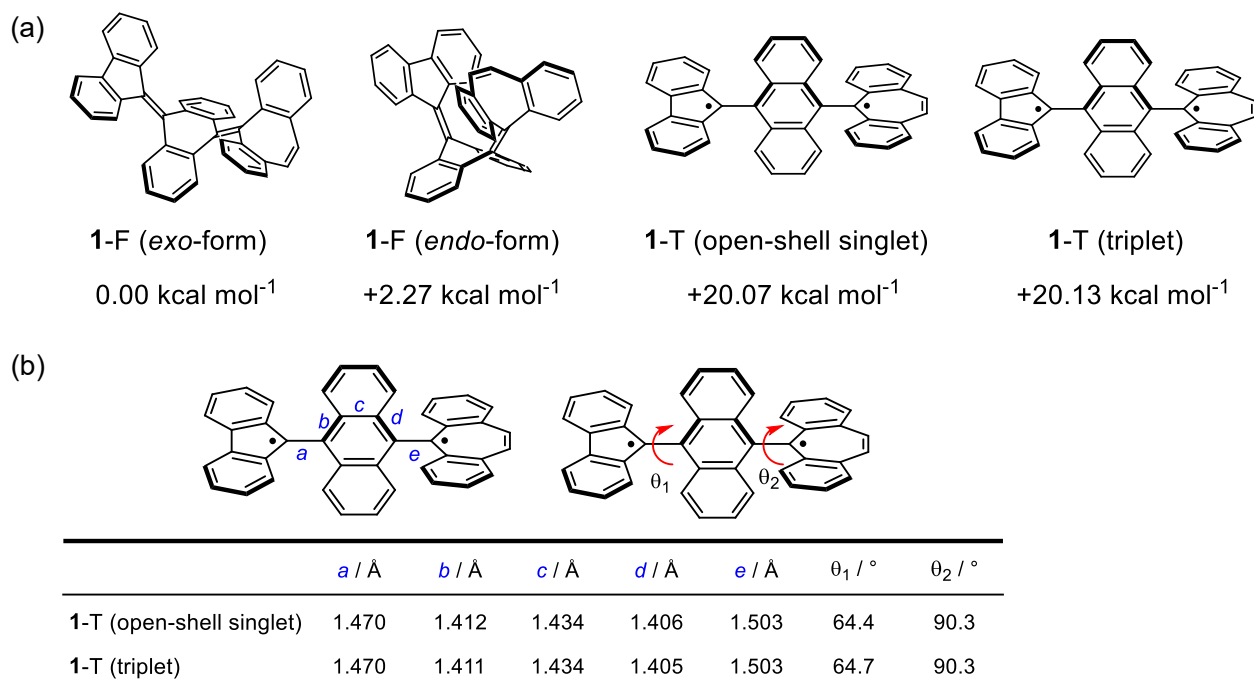 (a)
1-F (exo-form) 1-F (endo-form) 1-T (open-shell singlet) 1-T (triplet)
0.00 kcal mol⁻¹ +2.27 kcal mol⁻¹ +20.07 kcal mol⁻¹ +20.13 kcal mol⁻¹
(b)
a b c d e θ₁ θ₂
a / Å b / Å c / Å d / Å e / Å θ₁ / ° θ₂ / °
1-T (open-shell singlet) 1.470 1.412 1.434 1.406 1.503 64.4 90.3
1-T (triplet) 1.470 1.411 1.434 1.405 1.503 64.7 90.3